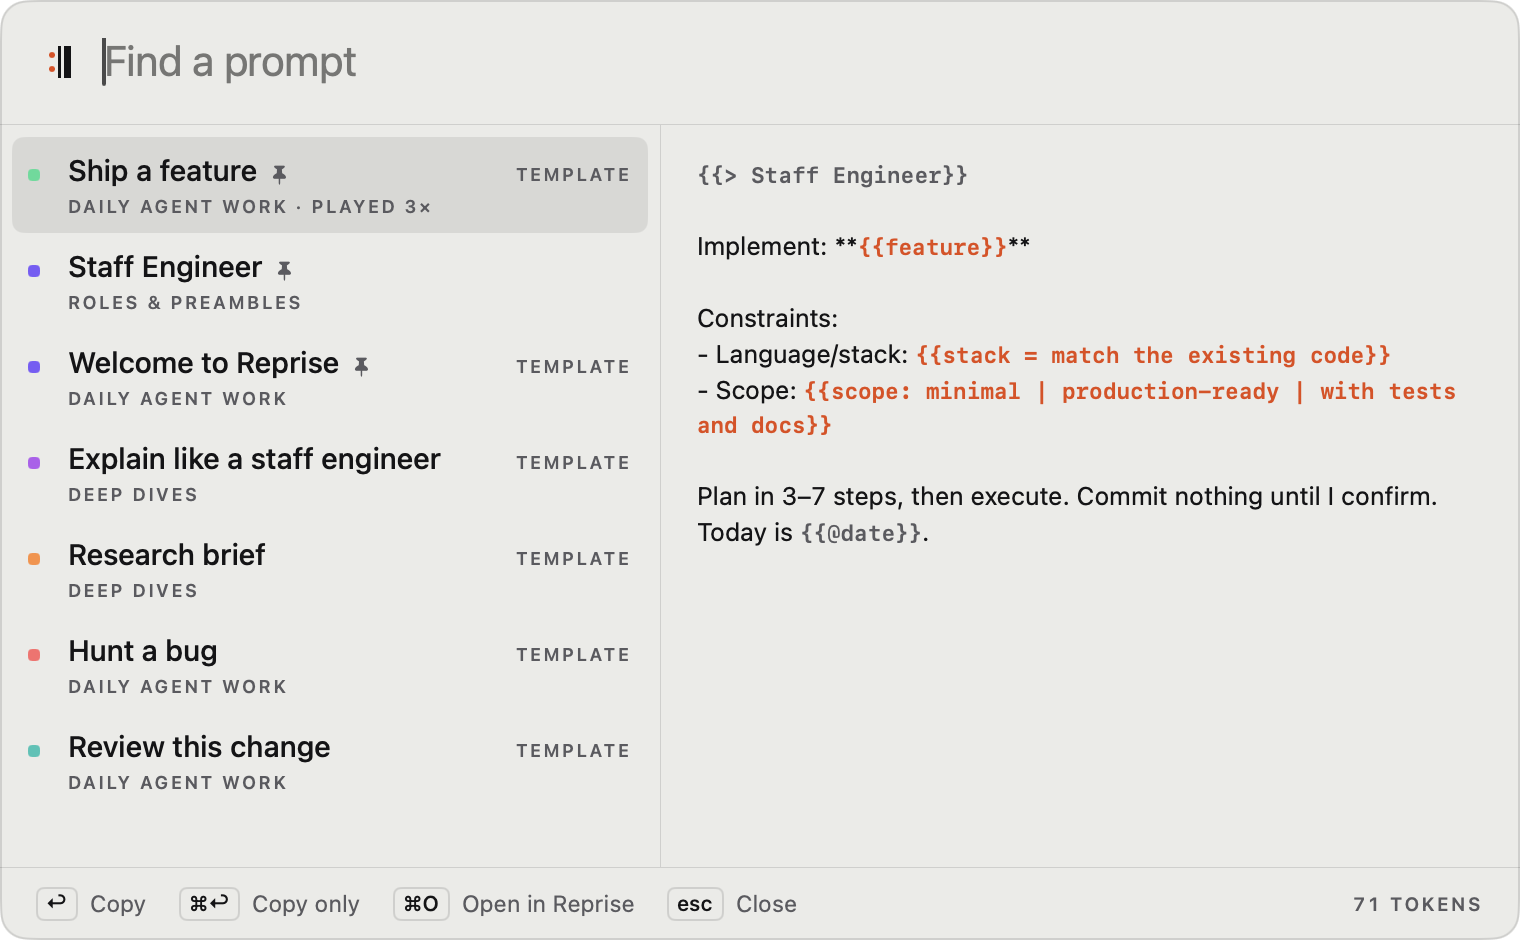 Find a prompt
Ship a feature
TEMPLATE
DAILY AGENT WORK · PLAYED 3×
Staff Engineer
ROLES & PREAMBLES
Welcome to Reprise
TEMPLATE
DAILY AGENT WORK
Explain like a staff engineer
TEMPLATE
DEEP DIVES
Research brief
TEMPLATE
DEEP DIVES
Hunt a bug
TEMPLATE
DAILY AGENT WORK
Review this change
TEMPLATE
DAILY AGENT WORK
{{> Staff Engineer}}
Implement: **{{feature}}**
Constraints:
- Language/stack: {{stack = match the existing code}}
- Scope: {{scope: minimal | production-ready | with tests
and docs}}
Plan in 3–7 steps, then execute. Commit nothing until I confirm.
Today is {{@date}}.
↩ Copy
⌘↩ Copy only
⌘O Open in Reprise
esc Close
71 TOKENS